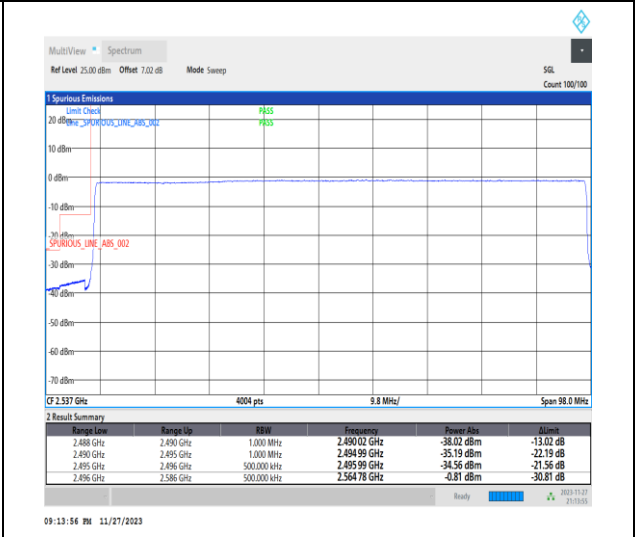 MultiView Spectrum
Ref Level 25.00 dBm Offset 7.02 dB Mode Sweep SGL
Count 100/100
1 Spurious Emissions
Limit Check PASS
20 dBm Line _SPURIOUS_LINE_ABS_002 PASS
10 dBm
0 dBm
-10 dBm
-20 dBm
_SPURIOUS_LINE_ABS_002
-30 dBm
-40 dBm
-50 dBm
-60 dBm
-70 dBm
CF 2.537 GHz 4004 pts 9.8 MHz/ Span 98.0 MHz
2 Result Summary
Range Low Range Up RBW Frequency Power Abs ΔLimit
2.488 GHz 2.490 GHz 1.000 MHz 2.490 02 GHz -38.02 dBm -13.02 dB
2.490 GHz 2.495 GHz 1.000 MHz 2.494 99 GHz -35.19 dBm -22.19 dB
2.495 GHz 2.496 GHz 500.000 kHz 2.495 99 GHz -34.56 dBm -21.56 dB
2.496 GHz 2.586 GHz 500.000 kHz 2.564 78 GHz -0.81 dBm -30.81 dB
Ready 2023-11-27
21:13:55
09:13:56 PM 11/27/2023